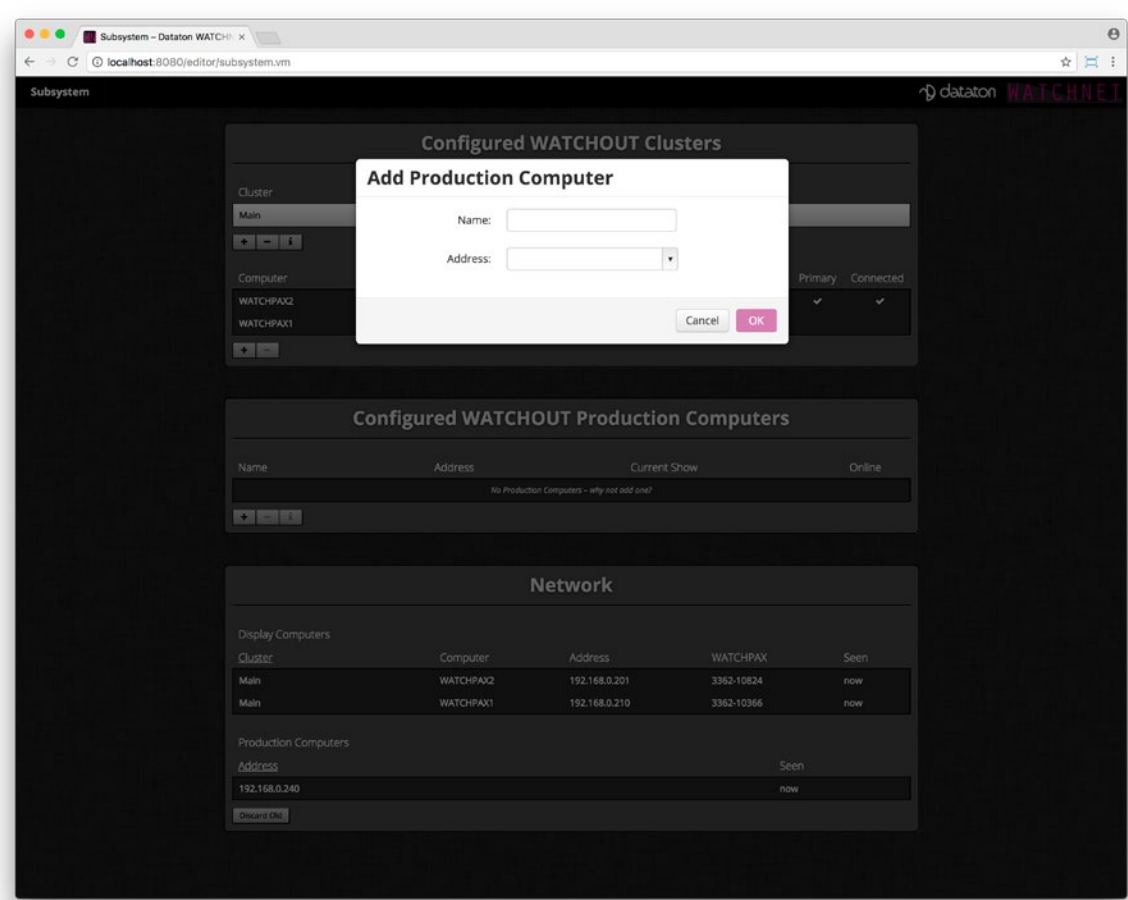 Subsystem – Dataton WATCHN
localhost:8080/editor/subsystem.vm
Subsystem
dataton WATCHNET
Configured WATCHOUT Clusters
Add Production Computer
Cluster
Main
Name:
+ − i
Address:
Computer Primary Connected
WATCHPAX2
WATCHPAX1
Cancel OK
+ −
Configured WATCHOUT Production Computers
Name Address Current Show Online
No Production Computers – why not add one?
+ − i
Network
Display Computers
Cluster Computer Address WATCHPAX Seen
Main WATCHPAX2 192.168.0.201 3362-10824 now
Main WATCHPAX1 192.168.0.210 3362-10366 now
Production Computers
Address Seen
192.168.0.240 now
Discard Old